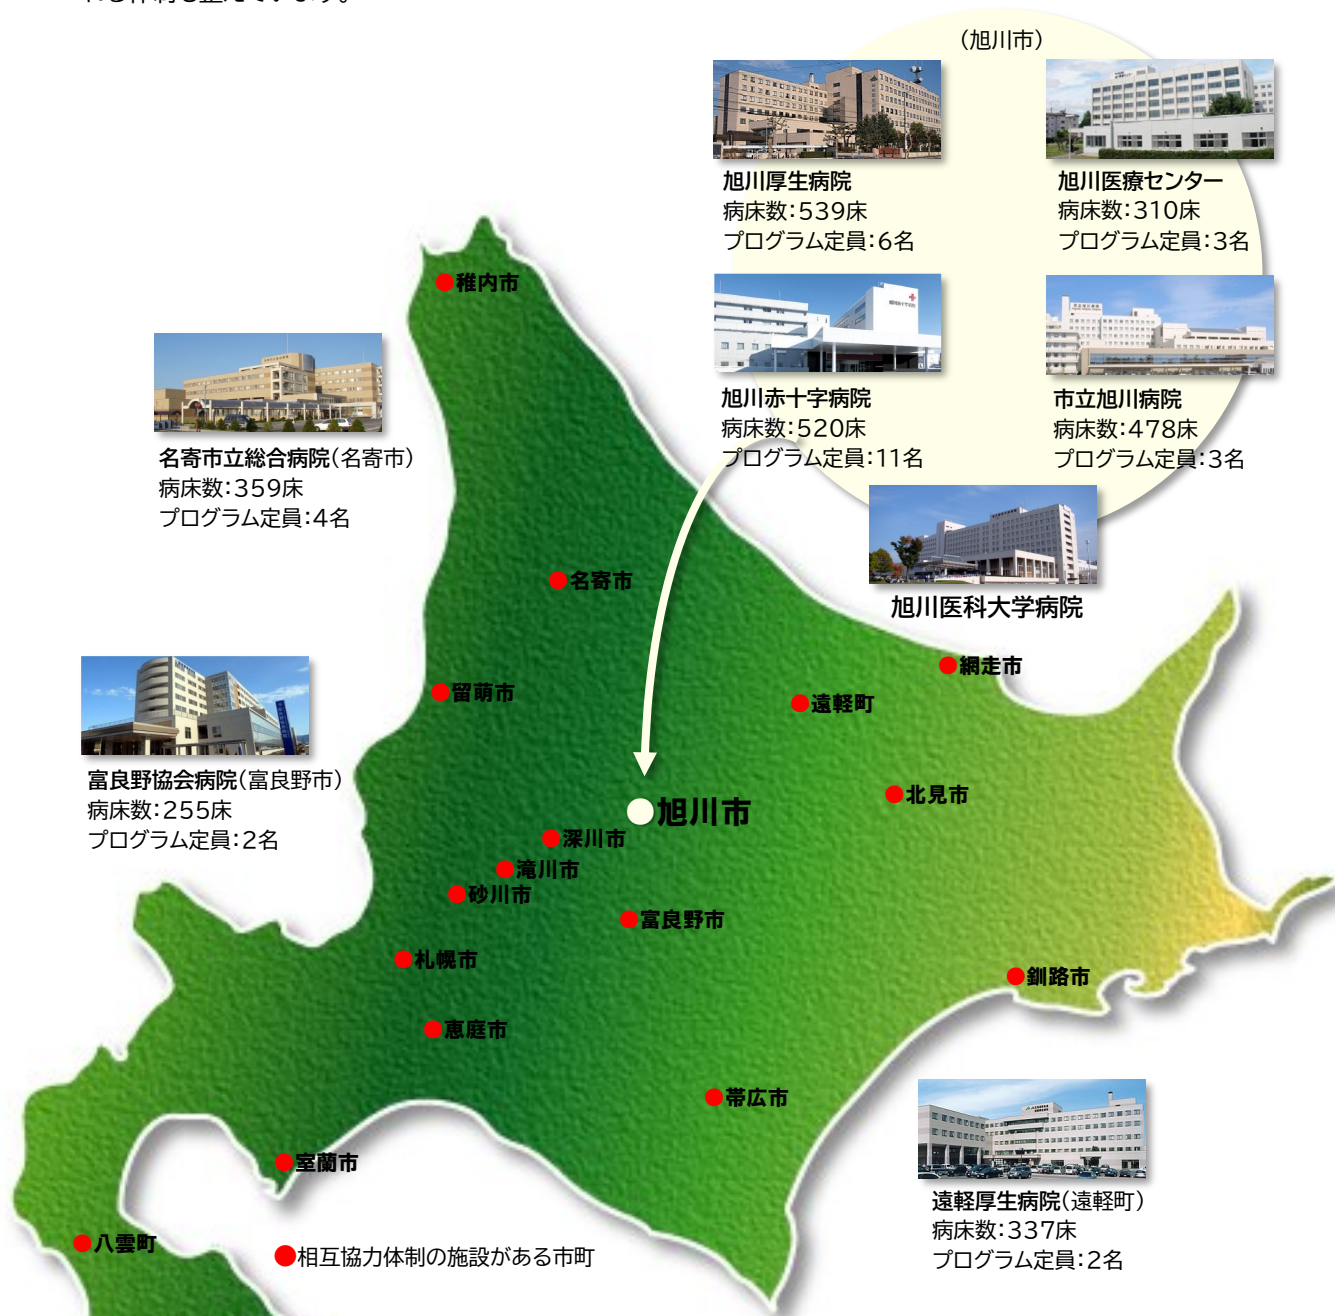 (旭川市)
旭川厚生病院
病床数：539床
プログラム定員：6名
旭川医療センター
病床数：310床
プログラム定員：3名
旭川赤十字病院
病床数：520床
プログラム定員：11名
市立旭川病院
病床数：478床
プログラム定員：3名
旭川医科大学病院
稚内市
名寄市立総合病院(名寄市)
病床数：359床
プログラム定員：4名
名寄市
網走市
留萌市
遠軽町
富良野協会病院(富良野市)
病床数：255床
プログラム定員：2名
北見市
旭川市
深川市
滝川市
砂川市
富良野市
札幌市
釧路市
恵庭市
帯広市
室蘭市
遠軽厚生病院(遠軽町)
病床数：337床
プログラム定員：2名
八雲町
●相互協力体制の施設がある市町